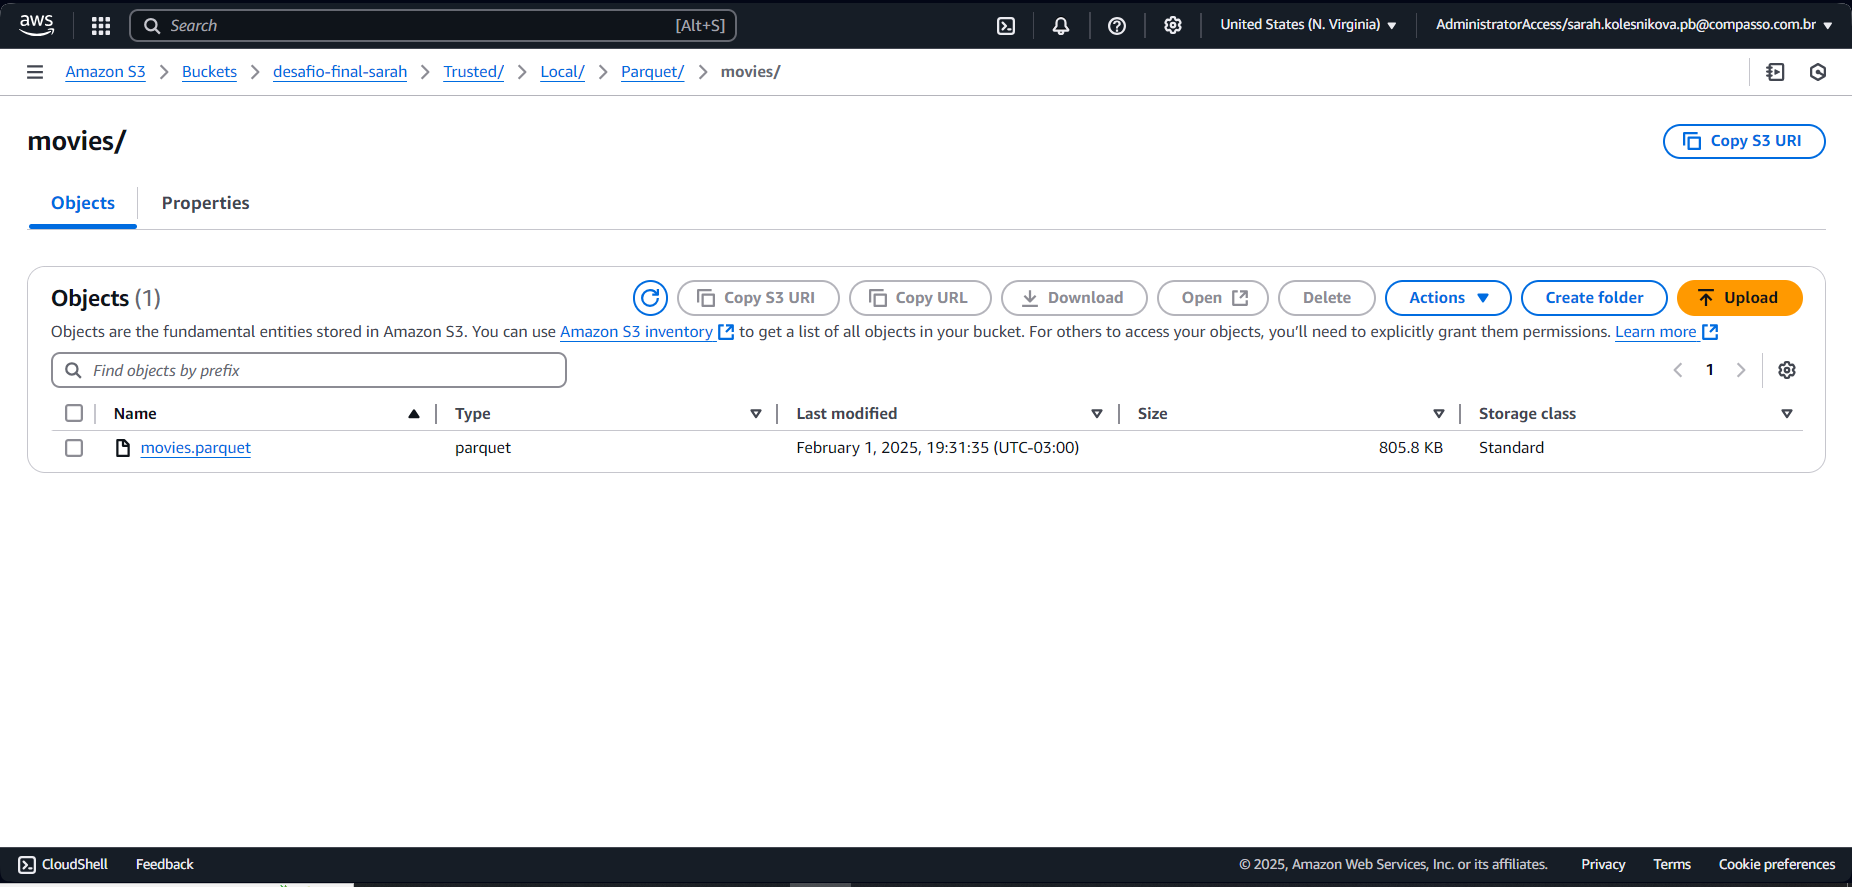 aws Search [Alt+S] United States (N. Virginia) AdministratorAccess/sarah.kolesnikova.pb@compasso.com.br
Amazon S3 Buckets desafio-final-sarah Trusted/ Local/ Parquet/ movies/
movies/ Copy S3 URI
Objects Properties
Objects (1) Copy S3 URI Copy URL Download Open Delete Actions Create folder Upload
Objects are the fundamental entities stored in Amazon S3. You can use Amazon S3 inventory to get a list of all objects in your bucket. For others to access your objects, you’ll need to explicitly grant them permissions. Learn more
Find objects by prefix 1
Name Type Last modified Size Storage class
movies.parquet parquet February 1, 2025, 19:31:35 (UTC-03:00) 805.8 KB Standard
CloudShell Feedback © 2025, Amazon Web Services, Inc. or its affiliates. Privacy Terms Cookie preferences